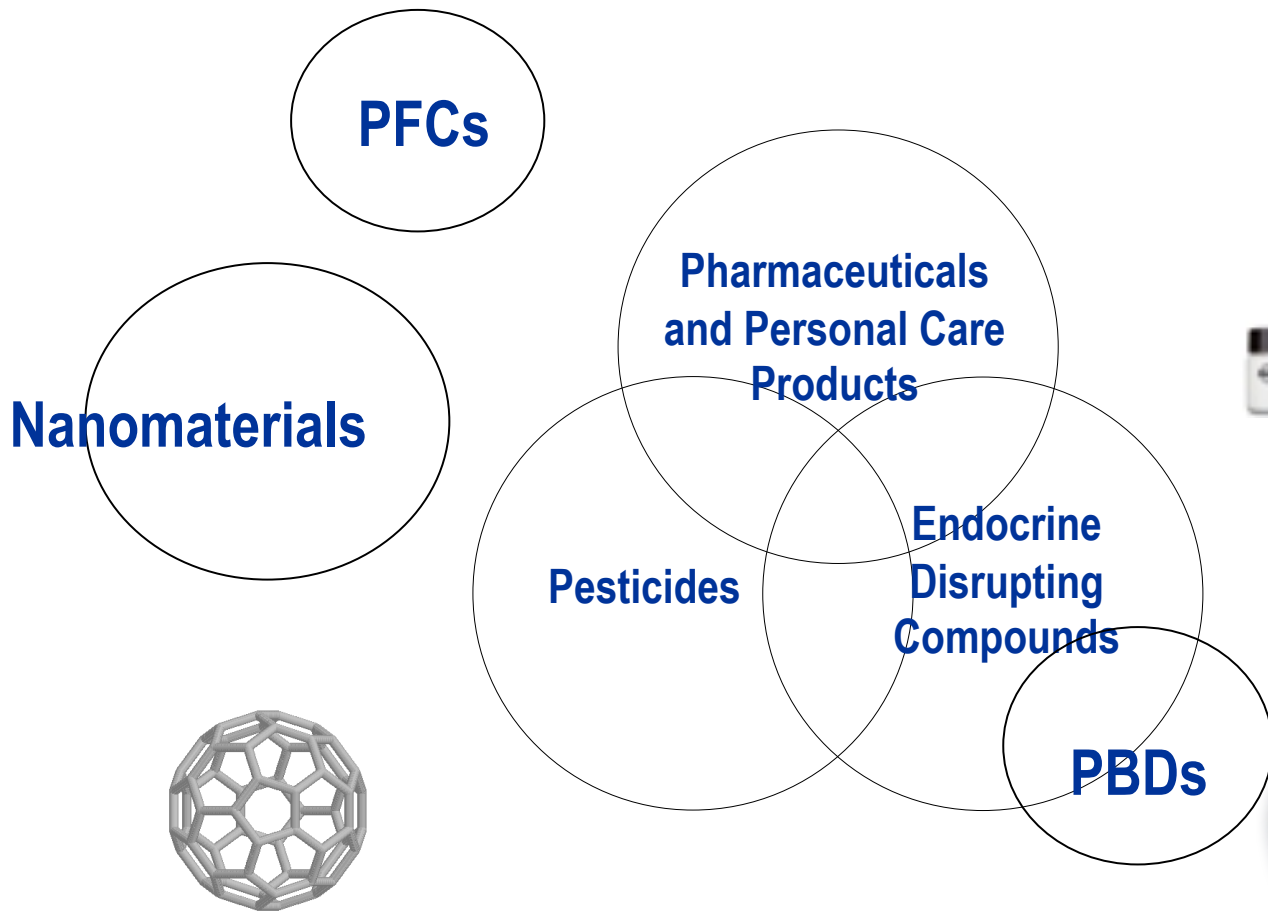 PFCs
Pharmaceuticals
and Personal Care
Products
Nanomaterials
Endocrine
Disrupting
Compounds
Pesticides
PBDs